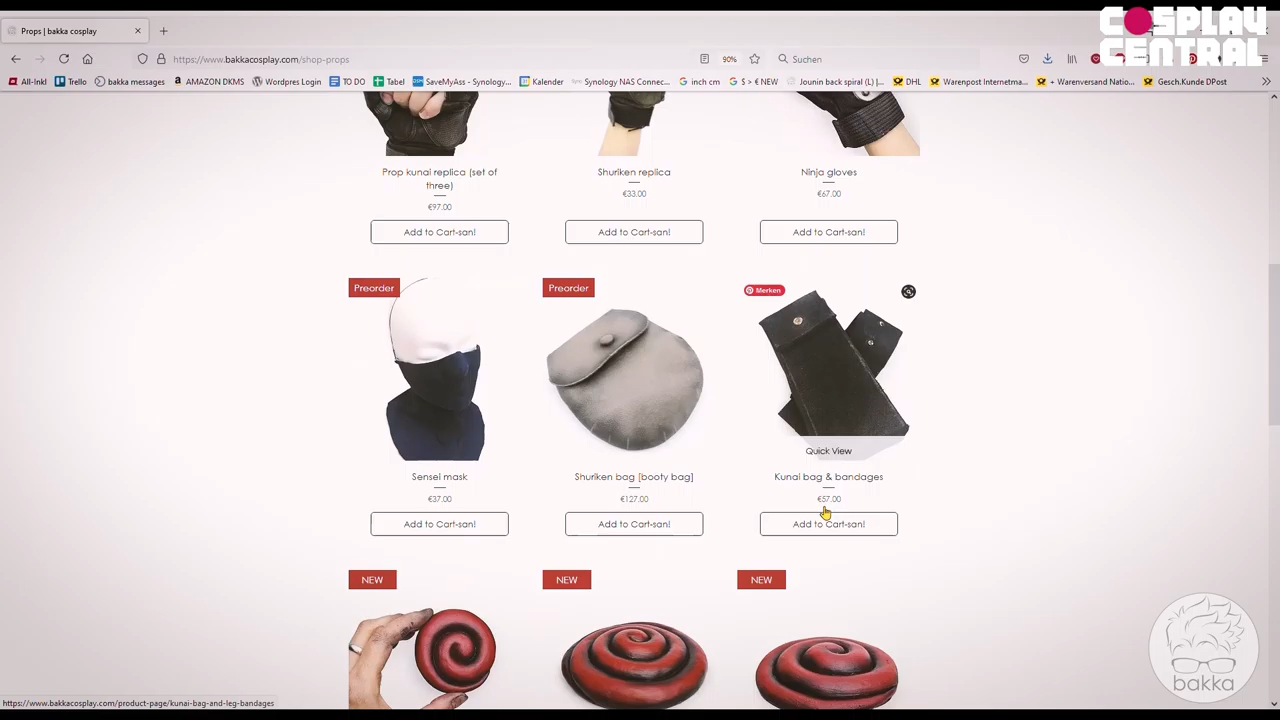 COSPLAY
CENTRAL
Props | bakka cosplay
https://www.bakkacosplay.com/shop-props
90%
Suchen
All-Inkl
Trello
bakka messages
AMAZON DKMS
Wordpress Login
TO DO
Tabel
SaveMyAss - Synology...
Kalender
Synology NAS Connec...
inch cm
$ > € NEW
Jounin back spiral (L) |...
DHL
Warenpost Internetma...
+ Warenversand Natio...
Gesch.Kunde DPost
Prop kunai replica (set of
three)
€97.00
Add to Cart-san!
Shuriken replica
€33.00
Add to Cart-san!
Ninja gloves
€67.00
Add to Cart-san!
Preorder
Sensei mask
€37.00
Add to Cart-san!
Preorder
Shuriken bag [booty bag]
€127.00
Add to Cart-san!
Merken
Quick View
Kunai bag & bandages
€57.00
Add to Cart-san!
NEW
NEW
NEW
bakka
https://www.bakkacosplay.com/product-page/kunai-bag-and-leg-bandages